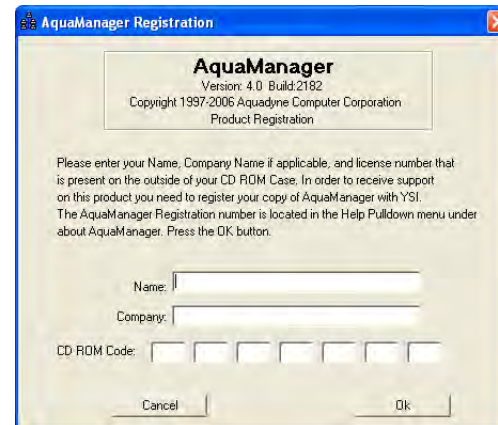 AquaManager Registration
AquaManager
Version: 4.0 Build:2182
Copyright 1997-2006 Aquadyne Computer Corporation
Product Registration
Please enter your Name, Company Name if applicable, and license number that
is present on the outside of your CD ROM Case. In order to receive support
on this product you need to register your copy of AquaManager with YSI.
The AquaManager Registration number is located in the Help Pulldown menu under
about AquaManager. Press the OK button.
Name:
Company:
CD ROM Code:
Cancel Ok